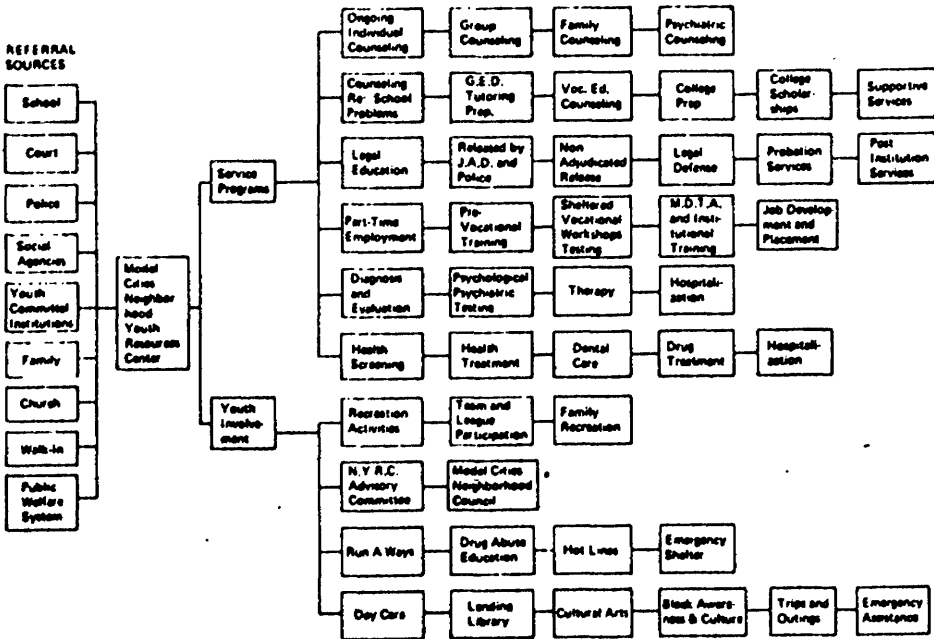 REFERRAL
SOURCES
School
Court
Police
Social
Agencies
Youth
Committal
Institutions
Family
Church
Walk-in
Public
Welfare
System
Model
Cities
Neighbor
hood
Youth
Resources
Center
Service
Programs
Youth
Involve-
ment
Ongoing
Individual
Counseling
Group
Counseling
Family
Counseling
Psychiatric
Counseling
Counseling
Re- School
Problems
G.E.D.
Tutoring
Prep.
Voc. Ed.
Counseling
College
Prep
College
Scholar-
ships
Supportive
Services
Legal
Education
Released by
J.A.D. and
Police
Non
Adjudicated
Release
Legal
Defense
Probation
Services
Post
Institution
Services
Part-Time
Employment
Pre-
Vocational
Training
Sheltered
Vocational
Workshops
Testing
M.D.T.A.
and Insti-
tutional
Training
Job Develop
ment and
Placement
Diagnosis
and
Evaluation
Psychological
Psychiatric
Testing
Therapy
Hospitali-
zation
Health
Screening
Health
Treatment
Dental
Care
Drug
Treatment
Hospitali-
zation
Recreation
Activities
Team and
League
Participation
Family
Recreation
N.Y.R.C.
Advisory
Committee
Model Cities
Neighborhood
Council
Run A Ways
Drug Abuse
Education
Hot Lines
Emergency
Shelter
Day Care
Lending
Library
Cultural Arts
Black Aware-
ness & Culture
Trips and
Outings
Emergency
Assistance